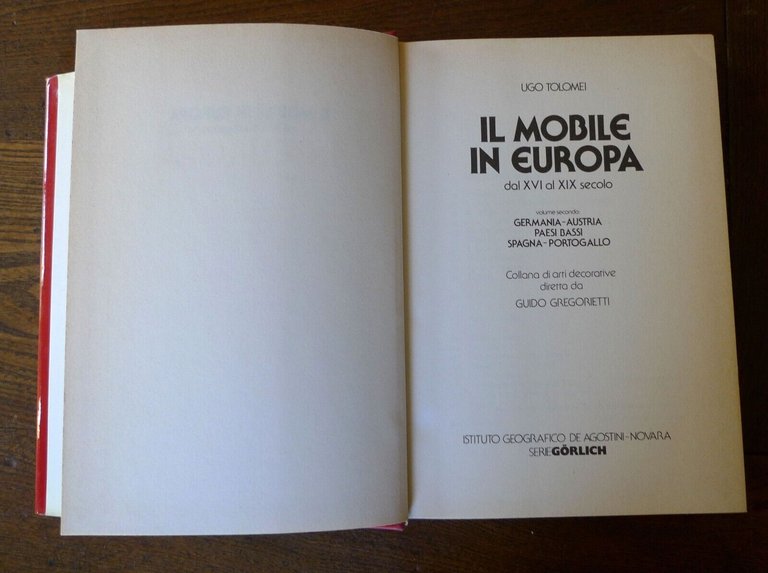 UGO TOLOMEI
IL MOBILE
IN EUROPA
dal XVI al XIX secolo
volume secondo
GERMANIA-AUSTRIA
PAESI BASSI
SPAGNA-PORTOGALLO
Collana di arti decorative
diretta da
GUIDO GREGORIETTI
ISTITUTO GEOGRAFICO DE AGOSTINI-NOVARA
SERIE GÖRLICH